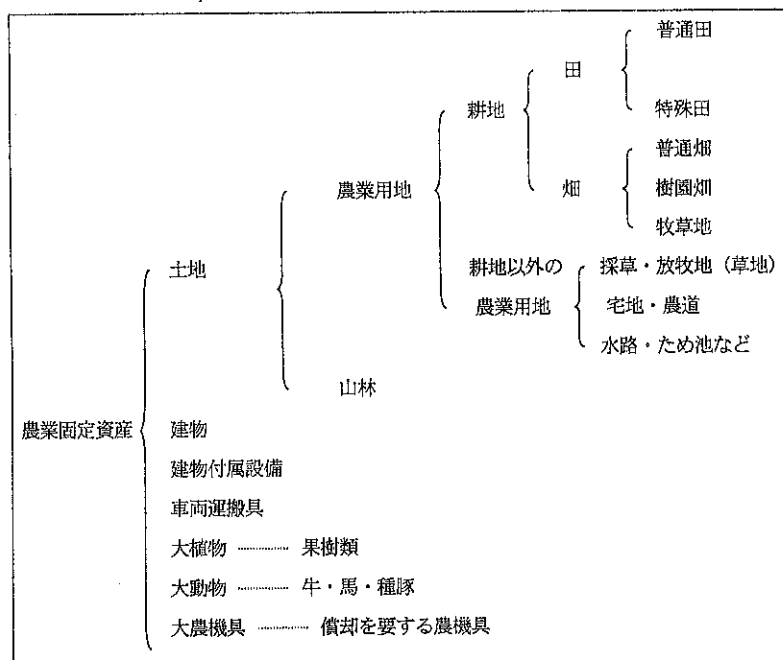 普通田
田
耕地
特殊田
普通畑
農業用地
畑
樹園畑
牧草地
土地
耕地以外の
採草・放牧地（草地）
農業用地
宅地・農道
水路・ため池など
山林
農業固定資産
建物
建物付属設備
車両運搬具
大植物 ……… 果樹類
大動物 ……… 牛・馬・種豚
大農機具 ……… 償却を要する農機具